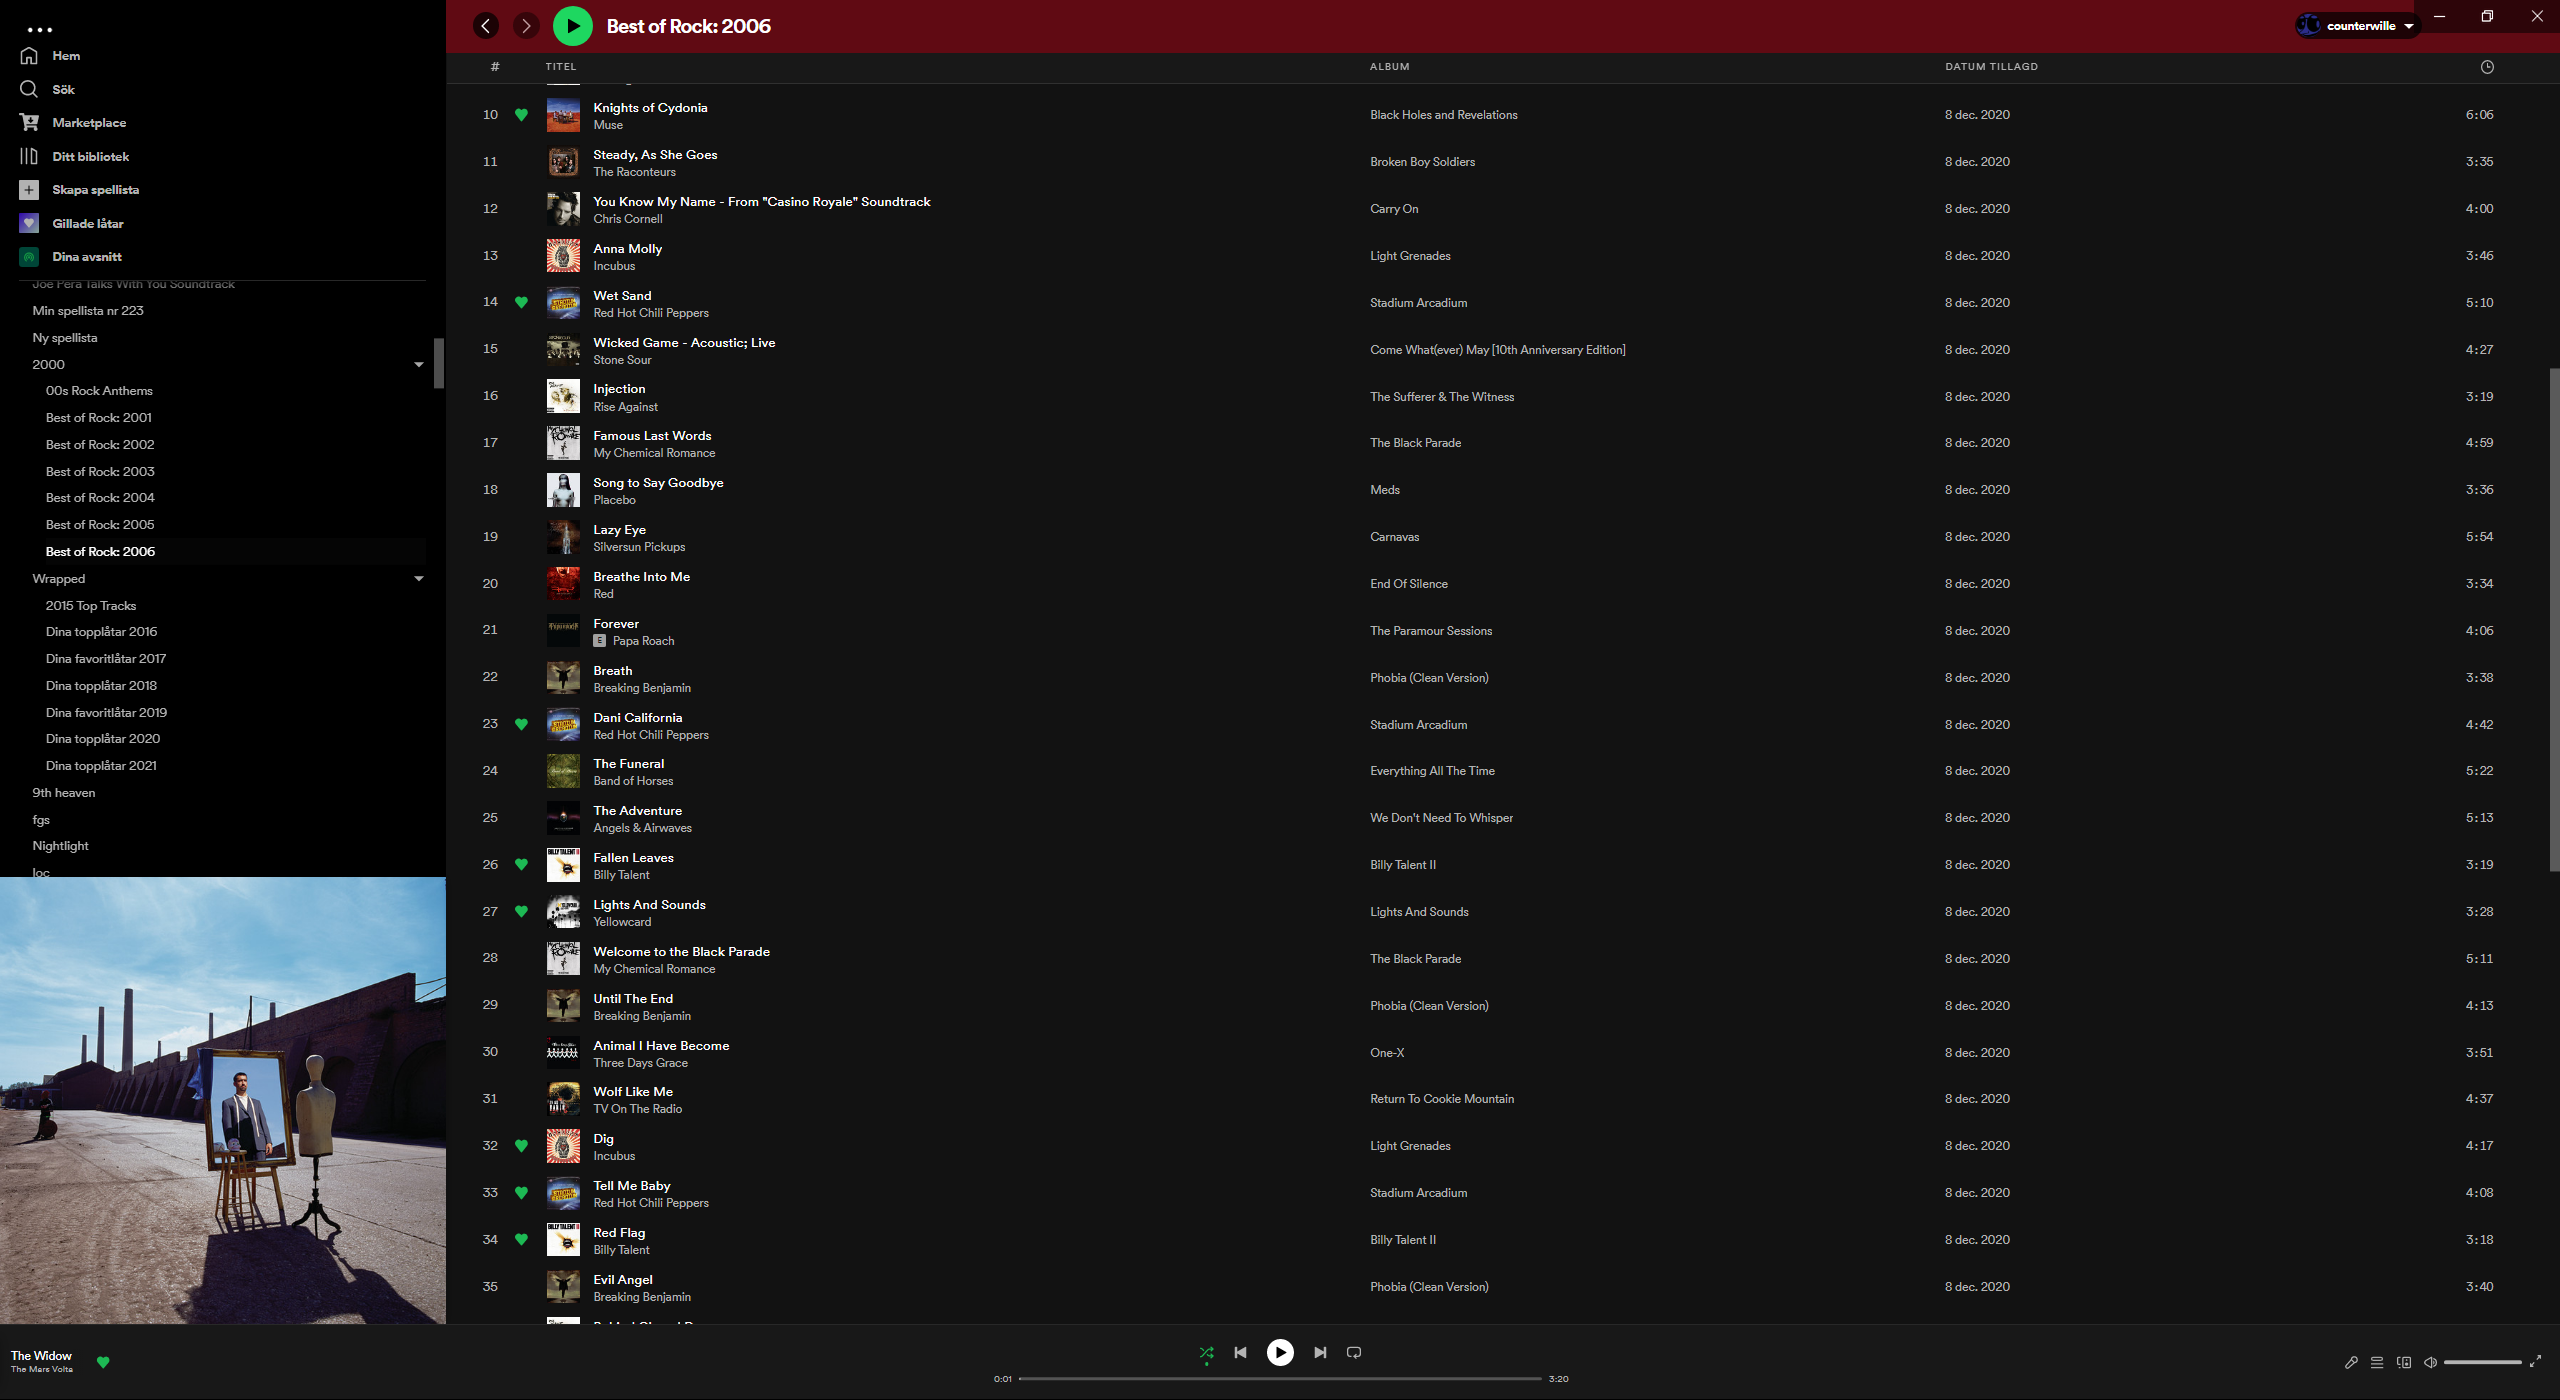 Hem
Sök
Marketplace
Ditt bibliotek
Skapa spellista
Gillade låtar
Dina avsnitt
Joe Pera Talks With You Soundtrack
Min spellista nr 223
Ny spellista
2000
00s Rock Anthems
Best of Rock: 2001
Best of Rock: 2002
Best of Rock: 2003
Best of Rock: 2004
Best of Rock: 2005
Best of Rock: 2006
Wrapped
2015 Top Tracks
Dina topplåtar 2016
Dina favoritlåtar 2017
Dina topplåtar 2018
Dina favoritlåtar 2019
Dina topplåtar 2020
Dina topplåtar 2021
9th heaven
fgs
Nightlight
loc
Best of Rock: 2006
counterwille
# TITEL ALBUM DATUM TILLAGD
10 Knights of Cydonia Black Holes and Revelations 8 dec. 2020 6:06
Muse
11 Steady, As She Goes Broken Boy Soldiers 8 dec. 2020 3:35
The Raconteurs
12 You Know My Name - From "Casino Royale" Soundtrack Carry On 8 dec. 2020 4:00
Chris Cornell
13 Anna Molly Light Grenades 8 dec. 2020 3:46
Incubus
14 Wet Sand Stadium Arcadium 8 dec. 2020 5:10
Red Hot Chili Peppers
15 Wicked Game - Acoustic; Live Come What(ever) May [10th Anniversary Edition] 8 dec. 2020 4:27
Stone Sour
16 Injection The Sufferer & The Witness 8 dec. 2020 3:19
Rise Against
17 Famous Last Words The Black Parade 8 dec. 2020 4:59
My Chemical Romance
18 Song to Say Goodbye Meds 8 dec. 2020 3:36
Placebo
19 Lazy Eye Carnavas 8 dec. 2020 5:54
Silversun Pickups
20 Breathe Into Me End Of Silence 8 dec. 2020 3:34
Red
21 Forever The Paramour Sessions 8 dec. 2020 4:06
E Papa Roach
22 Breath Phobia (Clean Version) 8 dec. 2020 3:38
Breaking Benjamin
23 Dani California Stadium Arcadium 8 dec. 2020 4:42
Red Hot Chili Peppers
24 The Funeral Everything All The Time 8 dec. 2020 5:22
Band of Horses
25 The Adventure We Don't Need To Whisper 8 dec. 2020 5:13
Angels & Airwaves
26 Fallen Leaves Billy Talent II 8 dec. 2020 3:19
Billy Talent
27 Lights And Sounds Lights And Sounds 8 dec. 2020 3:28
Yellowcard
28 Welcome to the Black Parade The Black Parade 8 dec. 2020 5:11
My Chemical Romance
29 Until The End Phobia (Clean Version) 8 dec. 2020 4:13
Breaking Benjamin
30 Animal I Have Become One-X 8 dec. 2020 3:51
Three Days Grace
31 Wolf Like Me Return To Cookie Mountain 8 dec. 2020 4:37
TV On The Radio
32 Dig Light Grenades 8 dec. 2020 4:17
Incubus
33 Tell Me Baby Stadium Arcadium 8 dec. 2020 4:08
Red Hot Chili Peppers
34 Red Flag Billy Talent II 8 dec. 2020 3:18
Billy Talent
35 Evil Angel Phobia (Clean Version) 8 dec. 2020 3:40
Breaking Benjamin
The Widow
The Mars Volta
0:01 3:20